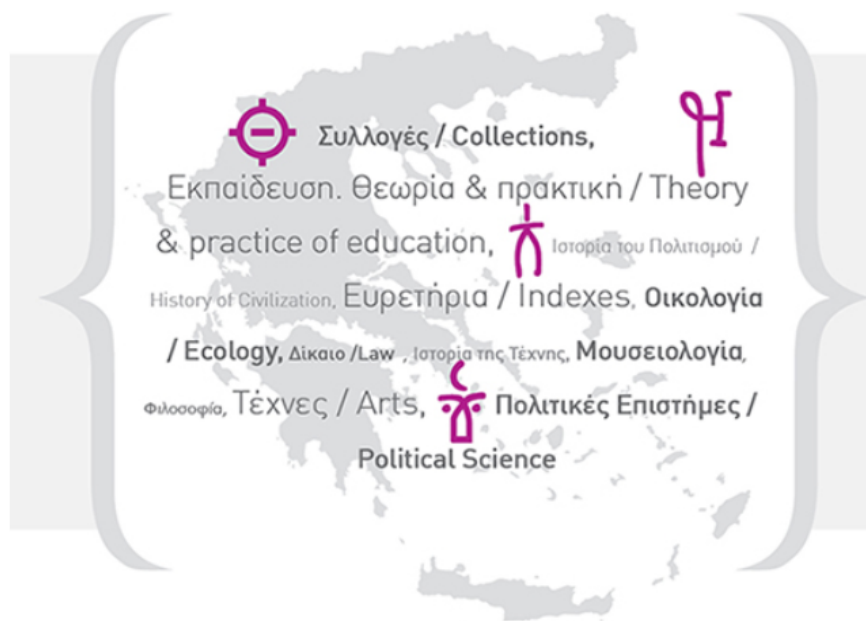 Συλλογές / Collections,
Εκπαίδευση. Θεωρία & πρακτική / Theory
& practice of education, Ιστορία του Πολιτισμού /
History of Civilization, Ευρετήρια / Indexes, Οικολογία
/ Ecology, Δίκαιο /Law , Ιστορία της Τέχνης, Μουσειολογία,
Φιλοσοφία, Τέχνες / Arts, Πολιτικές Επιστήμες /
Political Science